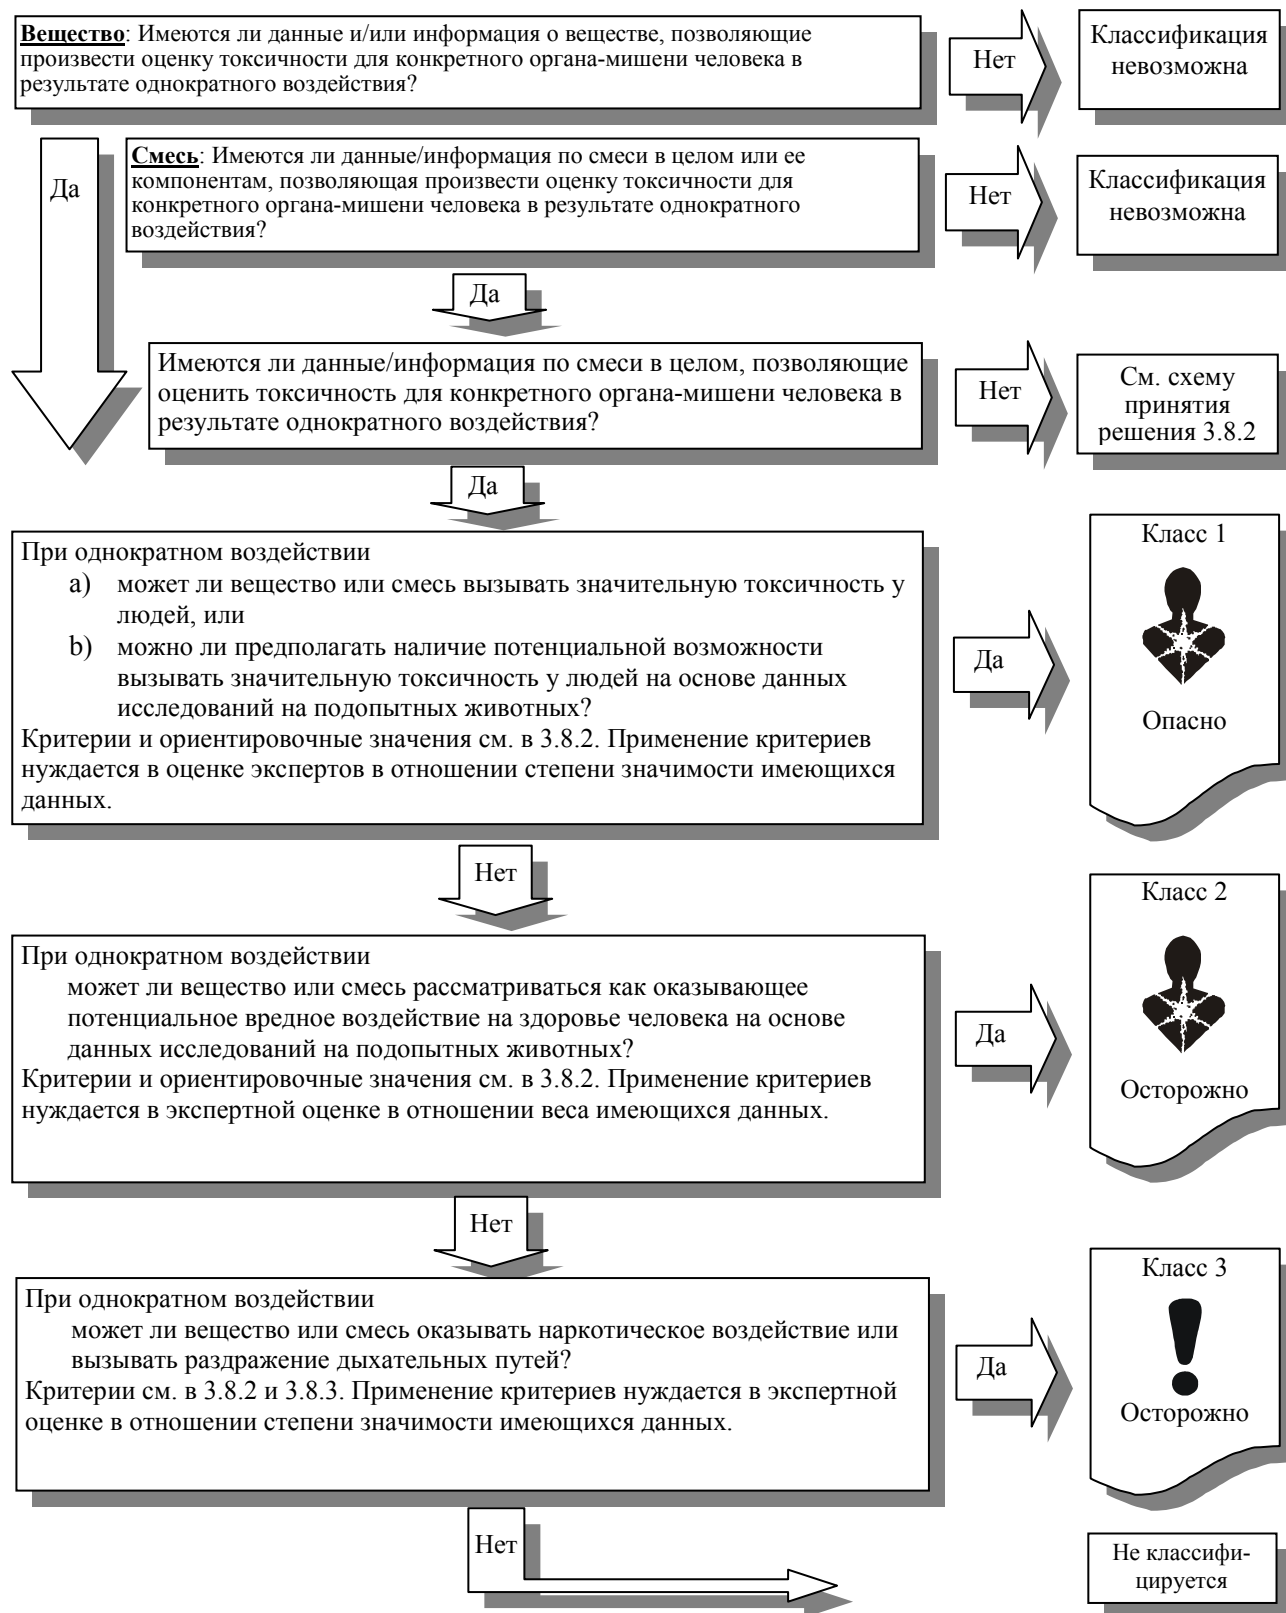 Вещество: Имеются ли данные и/или информация о веществе, позволяющие
произвести оценку токсичности для конкретного органа-мишени человека в
результате однократного воздействия?
Нет
Классификация
невозможна
Да
Смесь: Имеются ли данные/информация по смеси в целом или ее
компонентам, позволяющая произвести оценку токсичности для
конкретного органа-мишени человека в результате однократного
воздействия?
Нет
Классификация
невозможна
Да
Имеются ли данные/информация по смеси в целом, позволяющие
оценить токсичность для конкретного органа-мишени человека в
результате однократного воздействия?
Нет
См. схему
принятия
решения 3.8.2
Да
При однократном воздействии
a) может ли вещество или смесь вызывать значительную токсичность у
людей, или
b) можно ли предполагать наличие потенциальной возможности
вызывать значительную токсичность у людей на основе данных
исследований на подопытных животных?
Критерии и ориентировочные значения см. в 3.8.2. Применение критериев
нуждается в оценке экспертов в отношении степени значимости имеющихся
данных.
Да
Класс 1
Опасно
Нет
При однократном воздействии
может ли вещество или смесь рассматриваться как оказывающее
потенциальное вредное воздействие на здоровье человека на основе
данных исследований на подопытных животных?
Критерии и ориентировочные значения см. в 3.8.2. Применение критериев
нуждается в экспертной оценке в отношении веса имеющихся данных.
Да
Класс 2
Осторожно
Нет
При однократном воздействии
может ли вещество или смесь оказывать наркотическое воздействие или
вызывать раздражение дыхательных путей?
Критерии см. в 3.8.2 и 3.8.3. Применение критериев нуждается в экспертной
оценке в отношении степени значимости имеющихся данных.
Да
Класс 3
Осторожно
Нет
Не классифи-
цируется